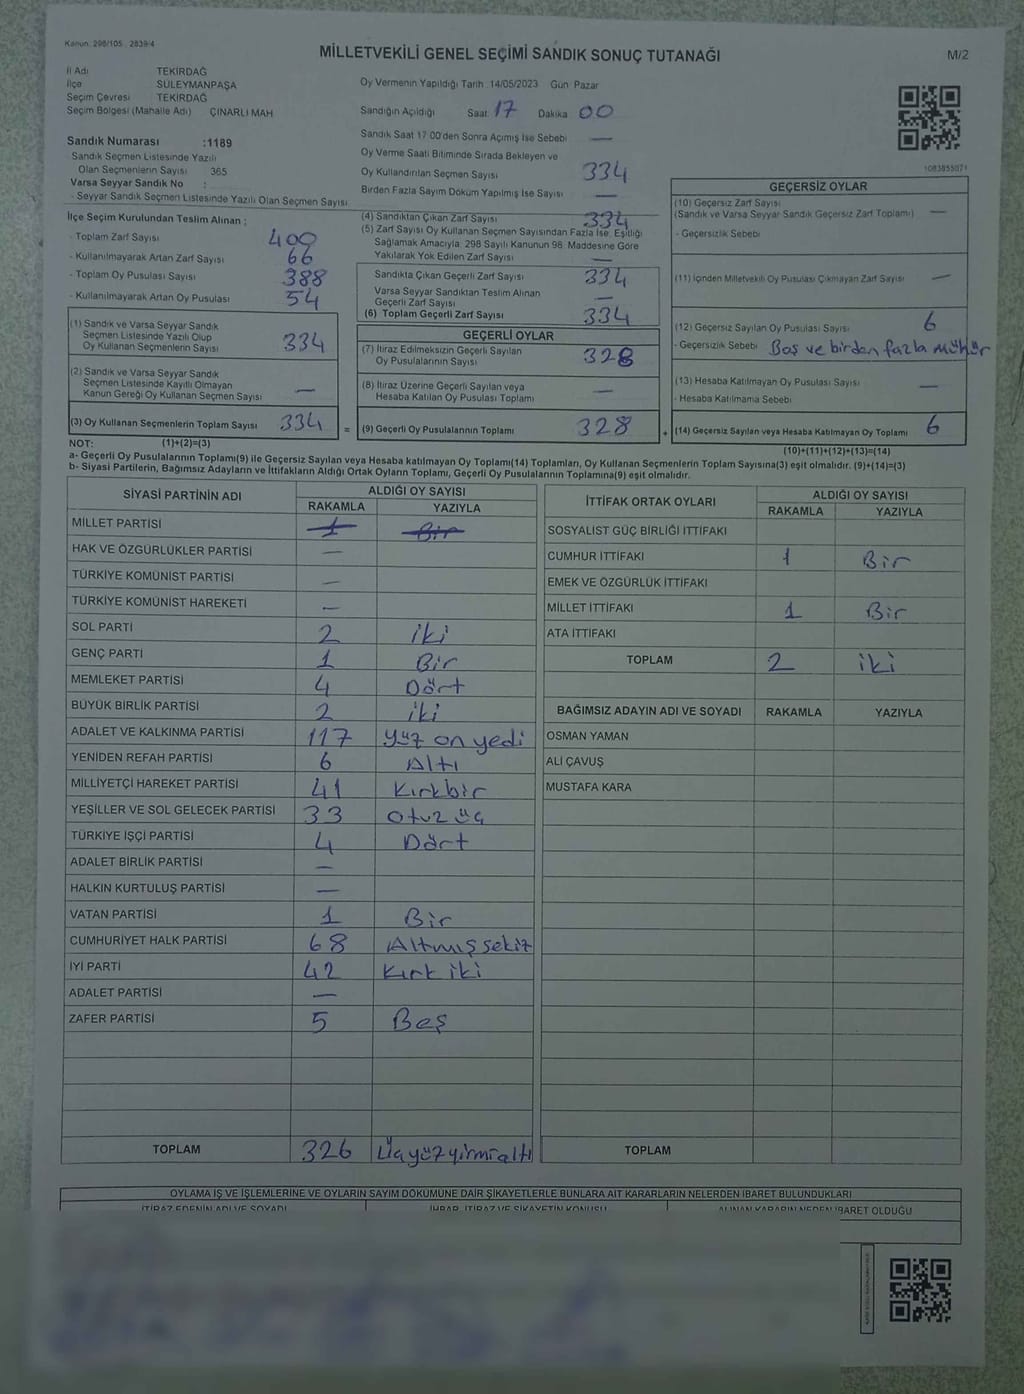 Kanun: 298/105 , 2839/4
MİLLETVEKİLİ GENEL SEÇİMİ SANDIK SONUÇ TUTANAĞI
M/2
İl Adı TEKİRDAĞ
İlçe SÜLEYMANPAŞA
Seçim Çevresi TEKİRDAĞ
Seçim Bölgesi (Mahalle Adı) ÇINARLI MAH
Sandık Numarası :1189
Sandık Seçmen Listesinde Yazılı
Olan Seçmenlerin Sayısı 365
Varsa Seyyar Sandık No :
- Seyyar Sandık Seçmen Listesinde Yazılı Olan Seçmen Sayısı
Oy Vermenin Yapıldığı Tarih :14/05/2023 Gün: Pazar
Sandığın Açıldığı Saat: 17 Dakika 00
Sandık Saat 17:00'den Sonra Açımış İse Sebebi —
Oy Verme Saati Bitiminde Sırada Bekleyen ve
Oy Kullandırılan Seçmen Sayısı 334
Birden Fazla Sayım Döküm Yapılmış İse Sayısı —
1083855071
İlçe Seçim Kurulundan Teslim Alınan ;
- Toplam Zarf Sayısı 400
- Kullanılmayarak Artan Zarf Sayısı 66
- Toplam Oy Pusulası Sayısı 388
- Kullanılmayarak Artan Oy Pusulası 54
(1) Sandık ve Varsa Seyyar Sandık
Seçmen Listesinde Yazılı Olup
Oy Kullanan Seçmenlerin Sayısı 334
(2) Sandık ve Varsa Seyyar Sandık
Seçmen Listesinde Kayıtlı Olmayan
Kanun Gereği Oy Kullanan Seçmen Sayısı —
(3) Oy Kullanan Seçmenlerin Toplam Sayısı 334 =
(4) Sandıktan Çıkan Zarf Sayısı 334
(5) Zarf Sayısı Oy Kullanan Seçmen Sayısından Fazla İse, Eşitliği
Sağlamak Amacıyla, 298 Sayılı Kanunun 98. Maddesine Göre
Yakılarak Yok Edilen Zarf Sayısı —
Sandıkta Çıkan Geçerli Zarf Sayısı 334
Varsa Seyyar Sandıktan Teslim Alınan
Geçerli Zarf Sayısı —
(6) Toplam Geçerli Zarf Sayısı 334
GEÇERLİ OYLAR
(7) İtiraz Edilmeksizin Geçerli Sayılan
Oy Pusulalarının Sayısı 328
(8) İtiraz Üzerine Geçerli Sayılan veya
Hesaba Katılan Oy Pusulası Toplamı —
(9) Geçerli Oy Pusulalarının Toplamı 328 +
GEÇERSİZ OYLAR
(10) Geçersiz Zarf Sayısı
(Sandık ve Varsa Seyyar Sandık Geçersiz Zarf Toplamı) —
- Geçersizlik Sebebi
(11) İçinden Milletvekili Oy Pusulası Çıkmayan Zarf Sayısı —
(12) Geçersiz Sayılan Oy Pusulası Sayısı 6
- Geçersizlik Sebebi Boş ve birden fazla mühür
(13) Hesaba Katılmayan Oy Pusulası Sayısı —
- Hesaba Katılmama Sebebi
(14) Geçersiz Sayılan veya Hesaba Katılmayan Oy Toplamı 6
NOT: (1)+(2)=(3)
(10)+(11)+(12)+(13)=(14)
a- Geçerli Oy Pusulalarının Toplamı(9) ile Geçersiz Sayılan veya Hesaba katılmayan Oy Toplamı(14) Toplamları, Oy Kullanan Seçmenlerin Toplam Sayısına(3) eşit olmalıdır. (9)+(14)=(3)
b- Siyasi Partilerin, Bağımsız Adayların ve İttifakların Aldığı Ortak Oyların Toplamı, Geçerli Oy Pusulalarının Toplamına(9) eşit olmalıdır.
SİYASİ PARTİNİN ADI
ALDIĞI OY SAYISI
RAKAMLA YAZIYLA
MİLLET PARTİSİ 1 Bir
HAK VE ÖZGÜRLÜKLER PARTİSİ —
TÜRKİYE KOMÜNİST PARTİSİ —
TÜRKİYE KOMÜNİST HAREKETİ —
SOL PARTİ 2 iki
GENÇ PARTİ 1 Bir
MEMLEKET PARTİSİ 4 Dört
BÜYÜK BİRLİK PARTİSİ 2 iki
ADALET VE KALKINMA PARTİSİ 117 yüz on yedi
YENİDEN REFAH PARTİSİ 6 Altı
MİLLİYETÇİ HAREKET PARTİSİ 41 Kırkbir
YEŞİLLER VE SOL GELECEK PARTİSİ 33 Otuz üç
TÜRKİYE İŞÇİ PARTİSİ 4 Dört
ADALET BİRLİK PARTİSİ —
HALKIN KURTULUŞ PARTİSİ —
VATAN PARTİSİ 1 Bir
CUMHURİYET HALK PARTİSİ 68 Altmış sekiz
İYİ PARTİ 42 Kırk iki
ADALET PARTİSİ —
ZAFER PARTİSİ 5 Beş
TOPLAM 326 Üçyüzyirmialtı
İTTİFAK ORTAK OYLARI
ALDIĞI OY SAYISI
RAKAMLA YAZIYLA
SOSYALİST GÜÇ BİRLİĞİ İTTİFAKI
CUMHUR İTTİFAKI 1 Bir
EMEK VE ÖZGÜRLÜK İTTİFAKI
MİLLET İTTİFAKI 1 Bir
ATA İTTİFAKI
TOPLAM 2 iki
BAĞIMSIZ ADAYIN ADI VE SOYADI RAKAMLA YAZIYLA
OSMAN YAMAN
ALİ ÇAVUŞ
MUSTAFA KARA
TOPLAM
OYLAMA İŞ VE İŞLEMLERİNE VE OYLARIN SAYIM DÖKÜMÜNE DAİR ŞİKAYETLERLE BUNLARA AİT KARARLARIN NELERDEN İBARET BULUNDUKLARI
İTİRAZ EDENİN ADI VE SOYADI İHBAR, İTİRAZ VE ŞİKAYETİN KONUSU ALINAN KARARIN NEDEN İBARET OLDUĞU